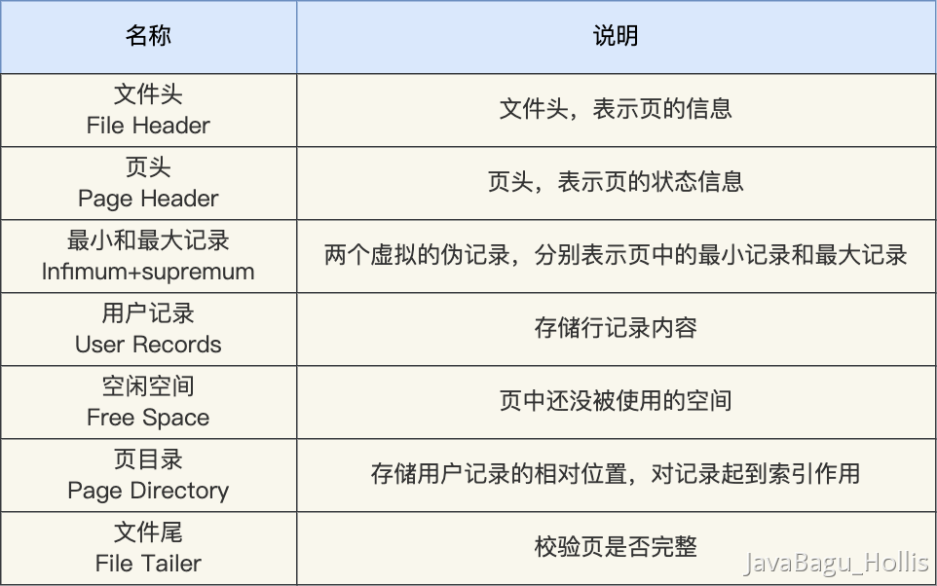 名称
说明
文件头
File Header
文件头，表示页的信息
页头
Page Header
页头，表示页的状态信息
最小和最大记录
Infimum+supremum
两个虚拟的伪记录，分别表示页中的最小记录和最大记录
用户记录
User Records
存储行记录内容
空闲空间
Free Space
页中还没被使用的空间
页目录
Page Directory
存储用户记录的相对位置，对记录起到索引作用
文件尾
File Tailer
校验页是否完整
JavaBagu_Hollis